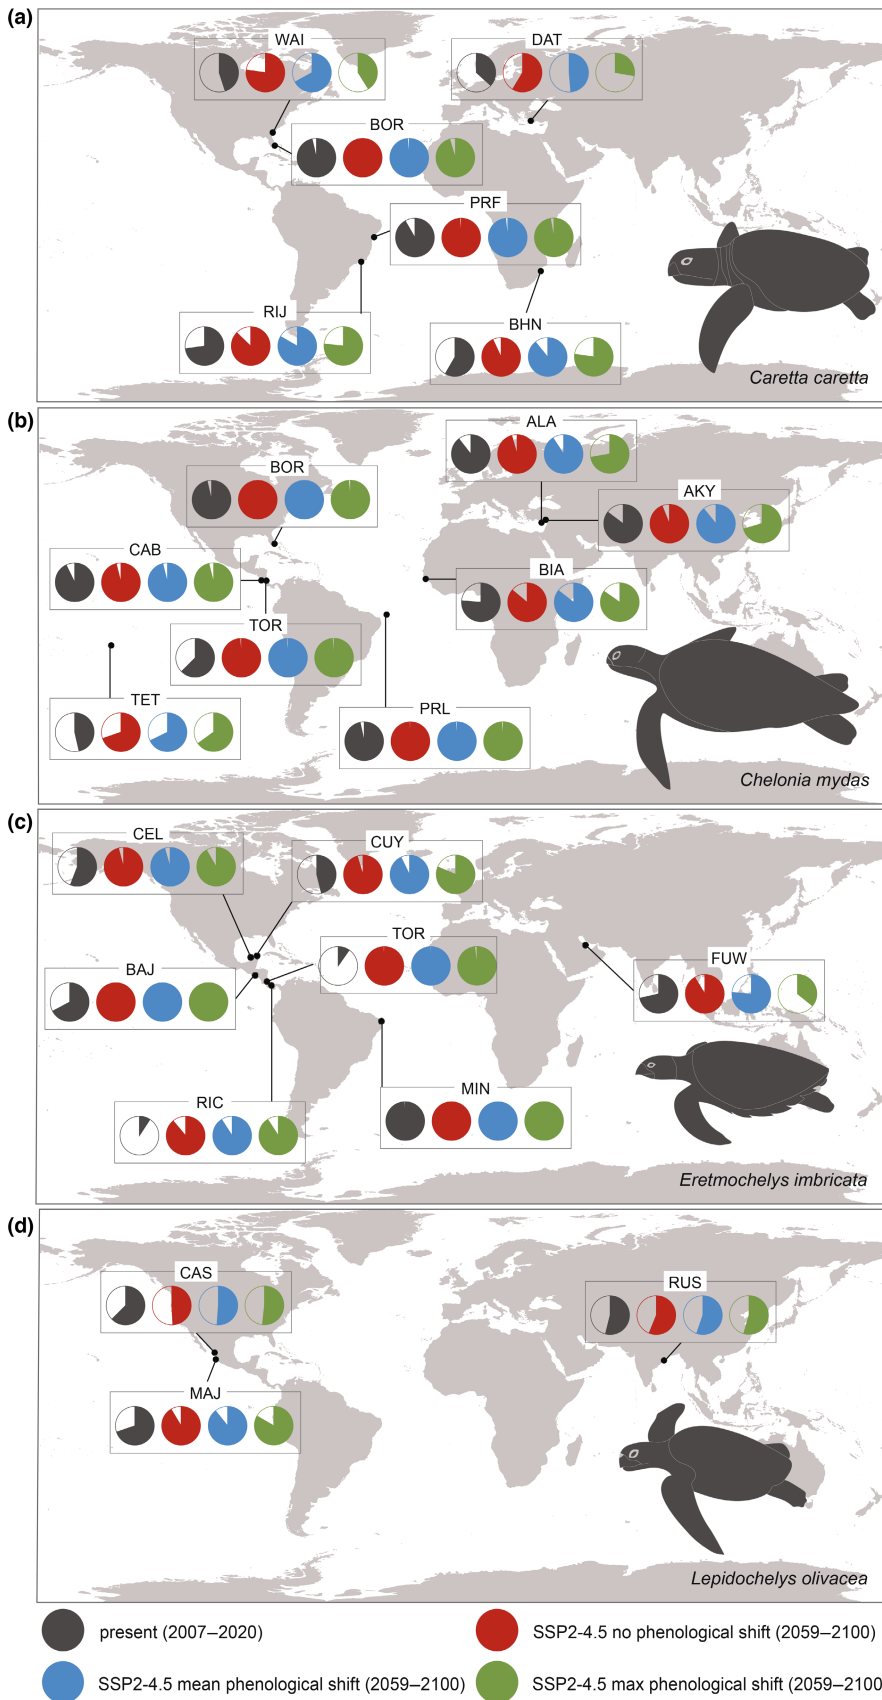 (a)
WAI
DAT
BOR
PRF
RIJ
BHN
Caretta caretta
(b)
ALA
BOR
AKY
CAB
BIA
TOR
TET
PRL
Chelonia mydas
(c)
CEL
CUY
TOR
BAJ
FUW
RIC
MIN
Eretmochelys imbricata
(d)
CAS
RUS
MAJ
Lepidochelys olivacea
present (2007–2020)
SSP2-4.5 no phenological shift (2059–2100)
SSP2-4.5 mean phenological shift (2059–2100)
SSP2-4.5 max phenological shift (2059–2100